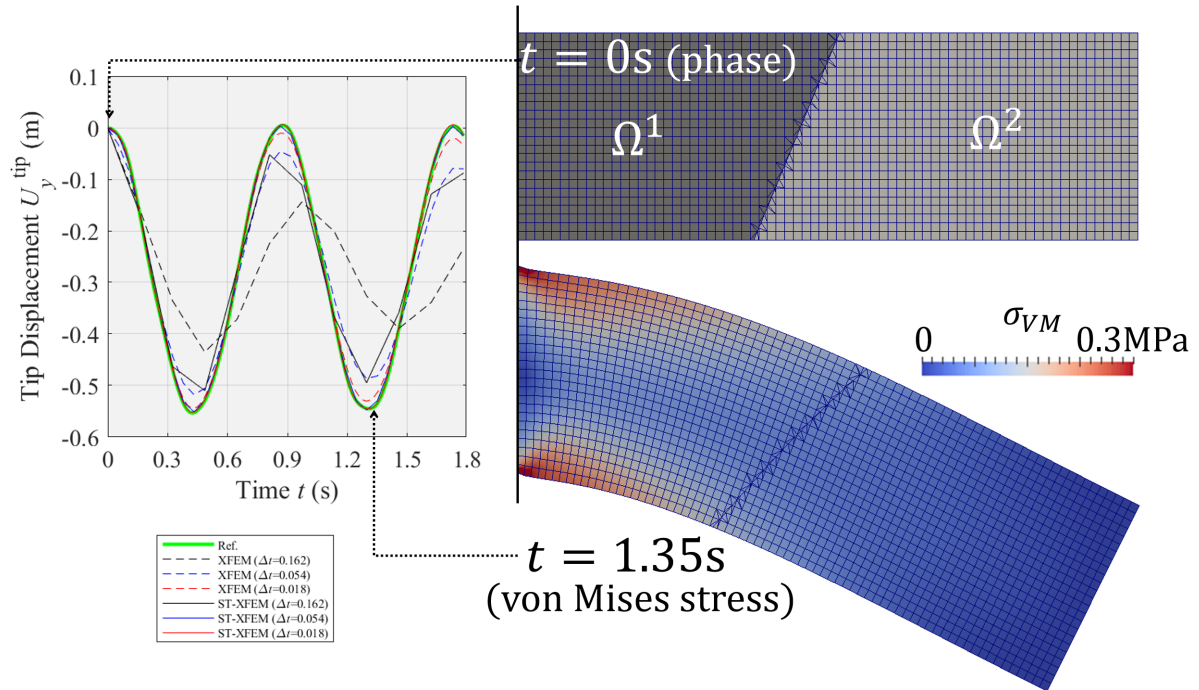 t = 0s (phase)
Ω1
Ω2
0.1
0
-0.1
-0.2
-0.3
-0.4
-0.5
-0.6
Tip Displacement U_y^tip (m)
0
0.3
0.6
0.9
1.2
1.5
1.8
Time t (s)
σVM
0
0.3MPa
Ref.
XFEM (Δt=0.162)
XFEM (Δt=0.054)
XFEM (Δt=0.018)
ST-XFEM (Δt=0.162)
ST-XFEM (Δt=0.054)
ST-XFEM (Δt=0.018)
t = 1.35s
(von Mises stress)